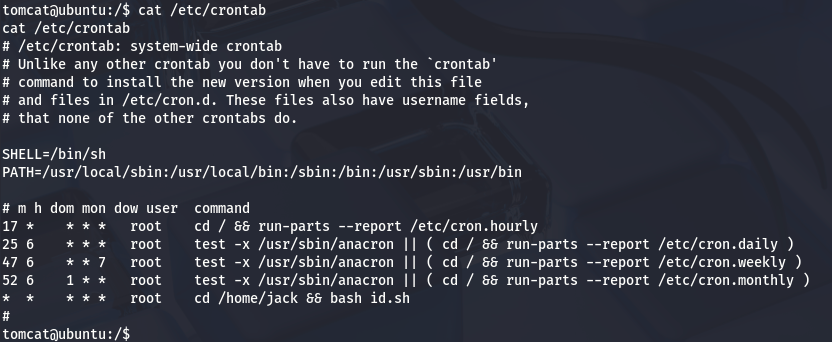 tomcat@ubuntu:/$ cat /etc/crontab
cat /etc/crontab
# /etc/crontab: system-wide crontab
# Unlike any other crontab you don't have to run the `crontab'
# command to install the new version when you edit this file
# and files in /etc/cron.d. These files also have username fields,
# that none of the other crontabs do.

SHELL=/bin/sh
PATH=/usr/local/sbin:/usr/local/bin:/sbin:/bin:/usr/sbin:/usr/bin

# m h dom mon dow user  command
17 *    * * *   root    cd / && run-parts --report /etc/cron.hourly
25 6    * * *   root    test -x /usr/sbin/anacron || ( cd / && run-parts --report /etc/cron.daily )
47 6    * * 7   root    test -x /usr/sbin/anacron || ( cd / && run-parts --report /etc/cron.weekly )
52 6    1 * *   root    test -x /usr/sbin/anacron || ( cd / && run-parts --report /etc/cron.monthly )
*  *    * * *   root    cd /home/jack && bash id.sh
#
tomcat@ubuntu:/$